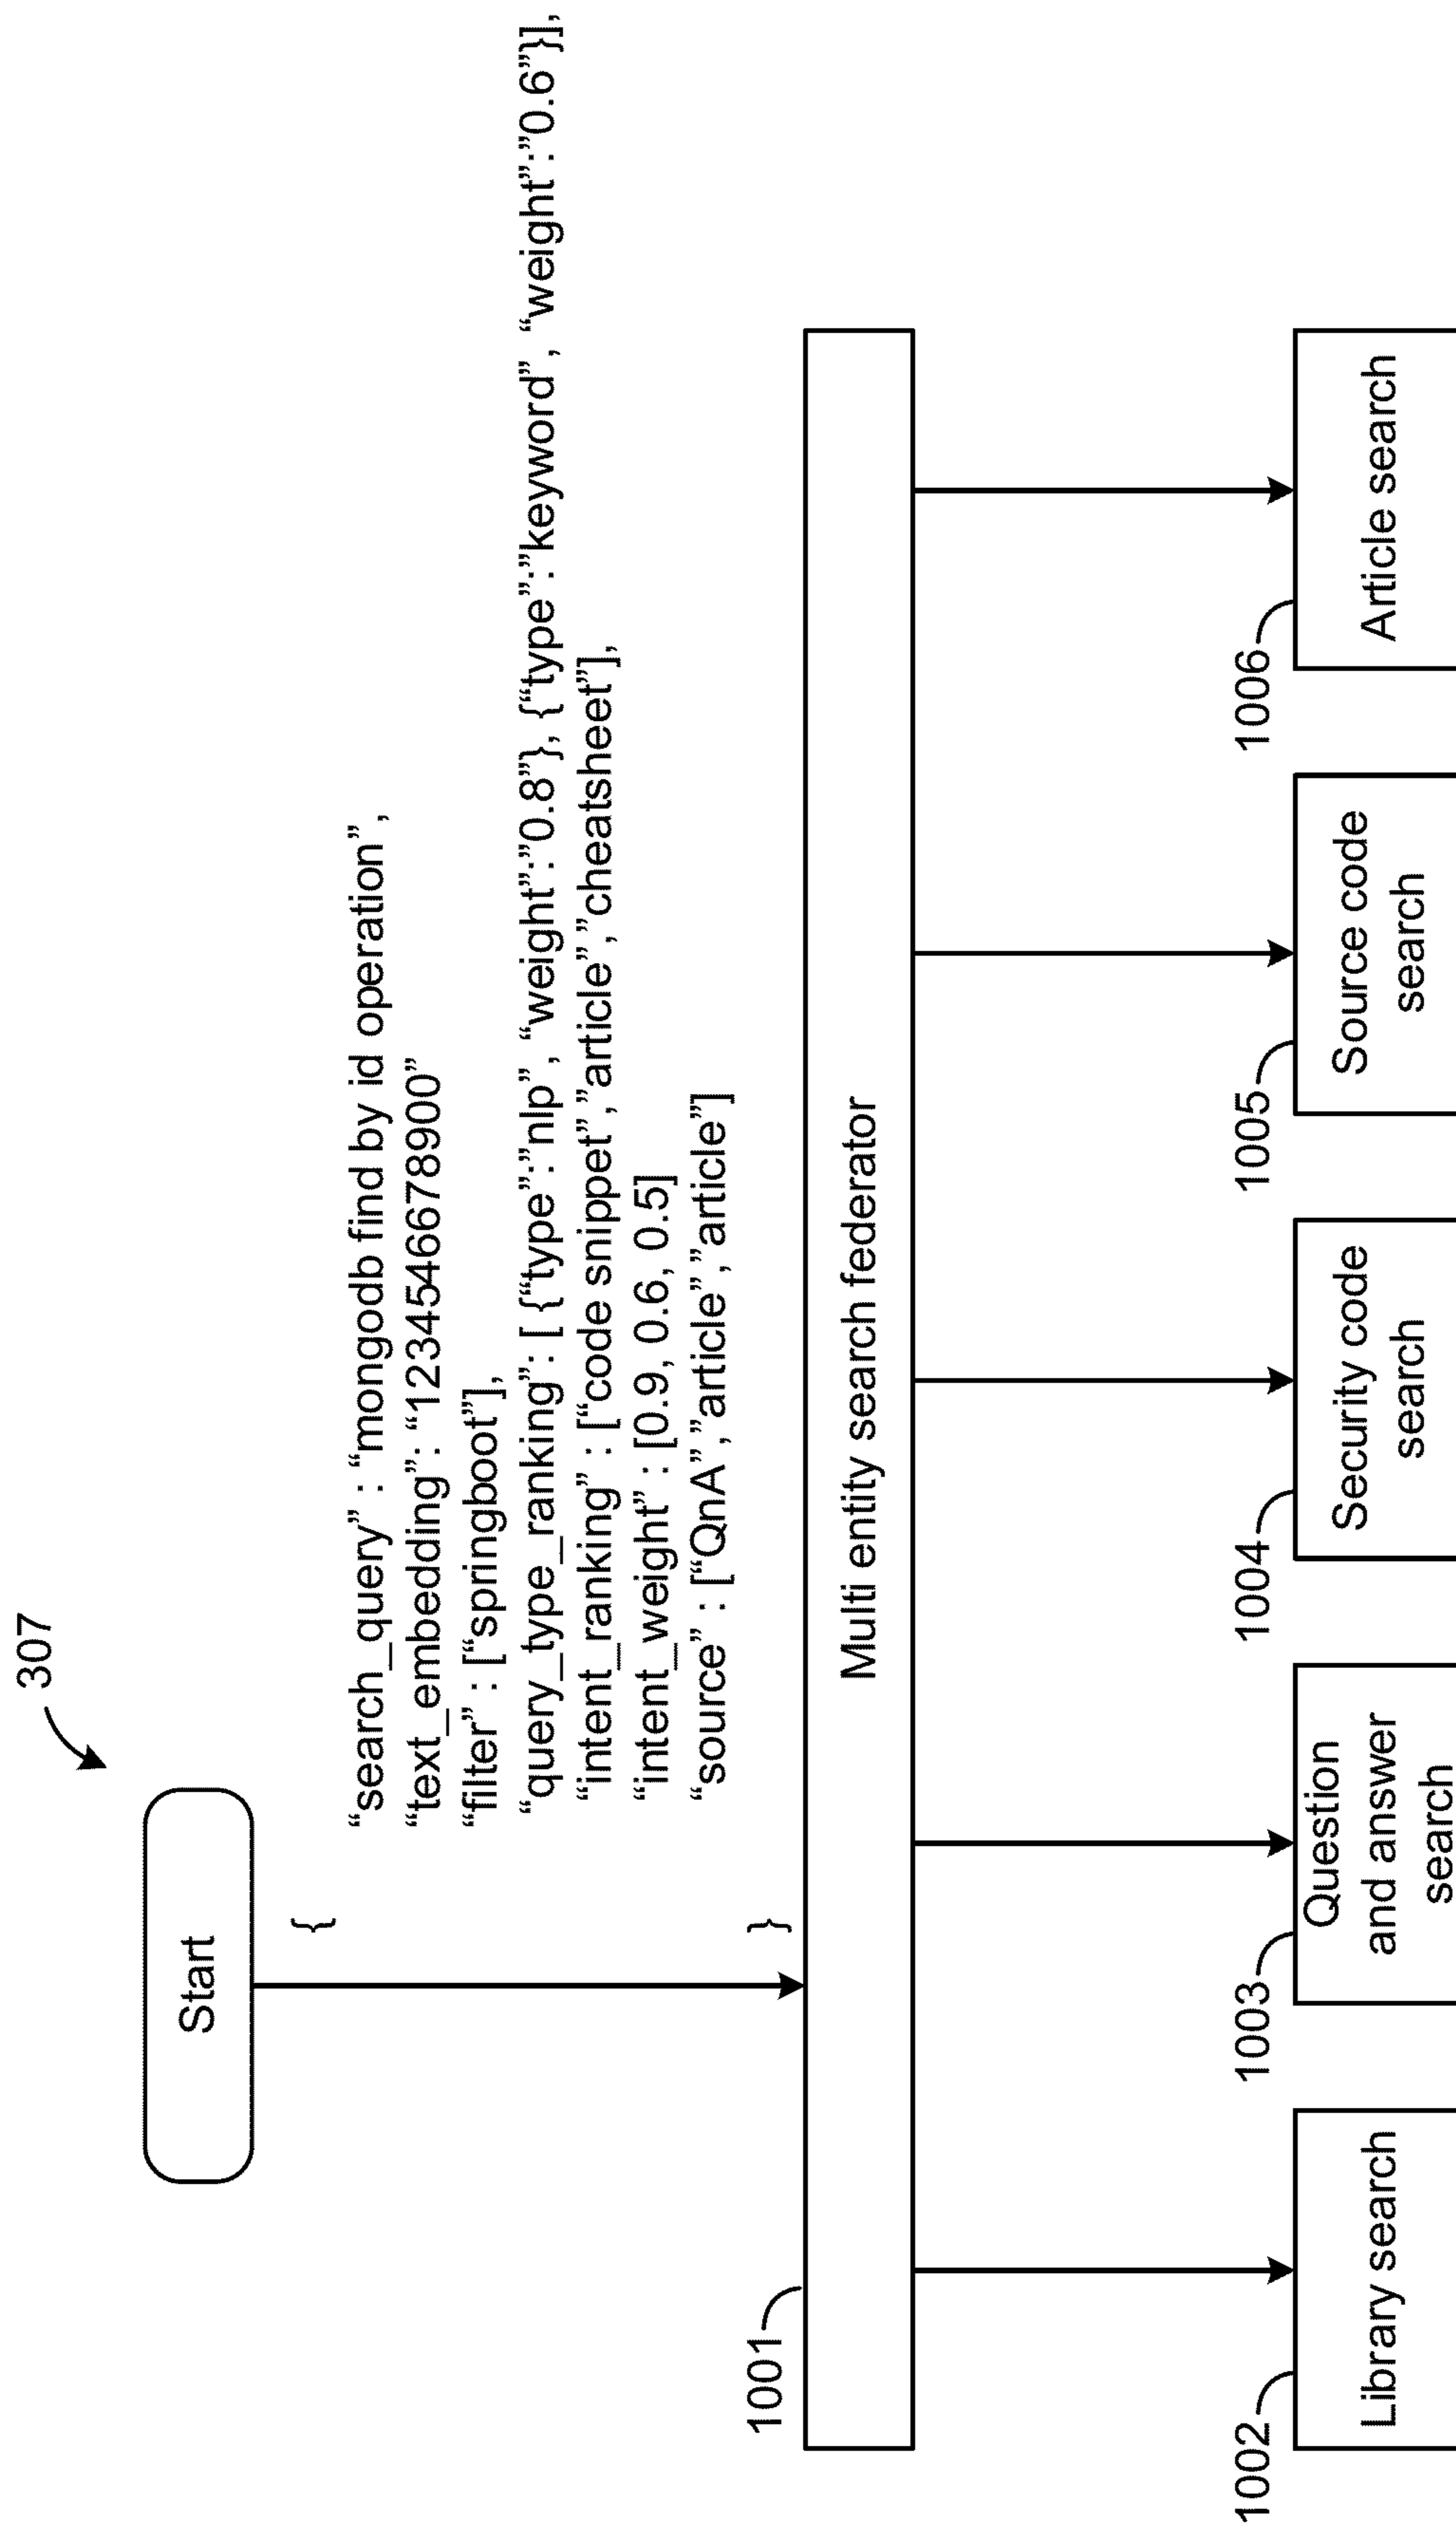 307
Start
{
“search_query” : “mongodb find by id operation”,
“text_embedding”: “1234546678900”
“filter” : [“springboot”],
“query_type_ranking”: [ {“type”:”nlp”, “weight”:”0.8”}, {“type”:”keyword”, “weight”:”0.6”}],
“intent_ranking” : [“code snippet”,”article”,”cheatsheet”],
“intent_weight” : [0.9, 0.6, 0.5]
“source” : [“QnA”,”article”,”article”]
}
1001
Multi entity search federator
1002
Library search
1003
Question
and answer
search
1004
Security code
search
1005
Source code
search
1006
Article search